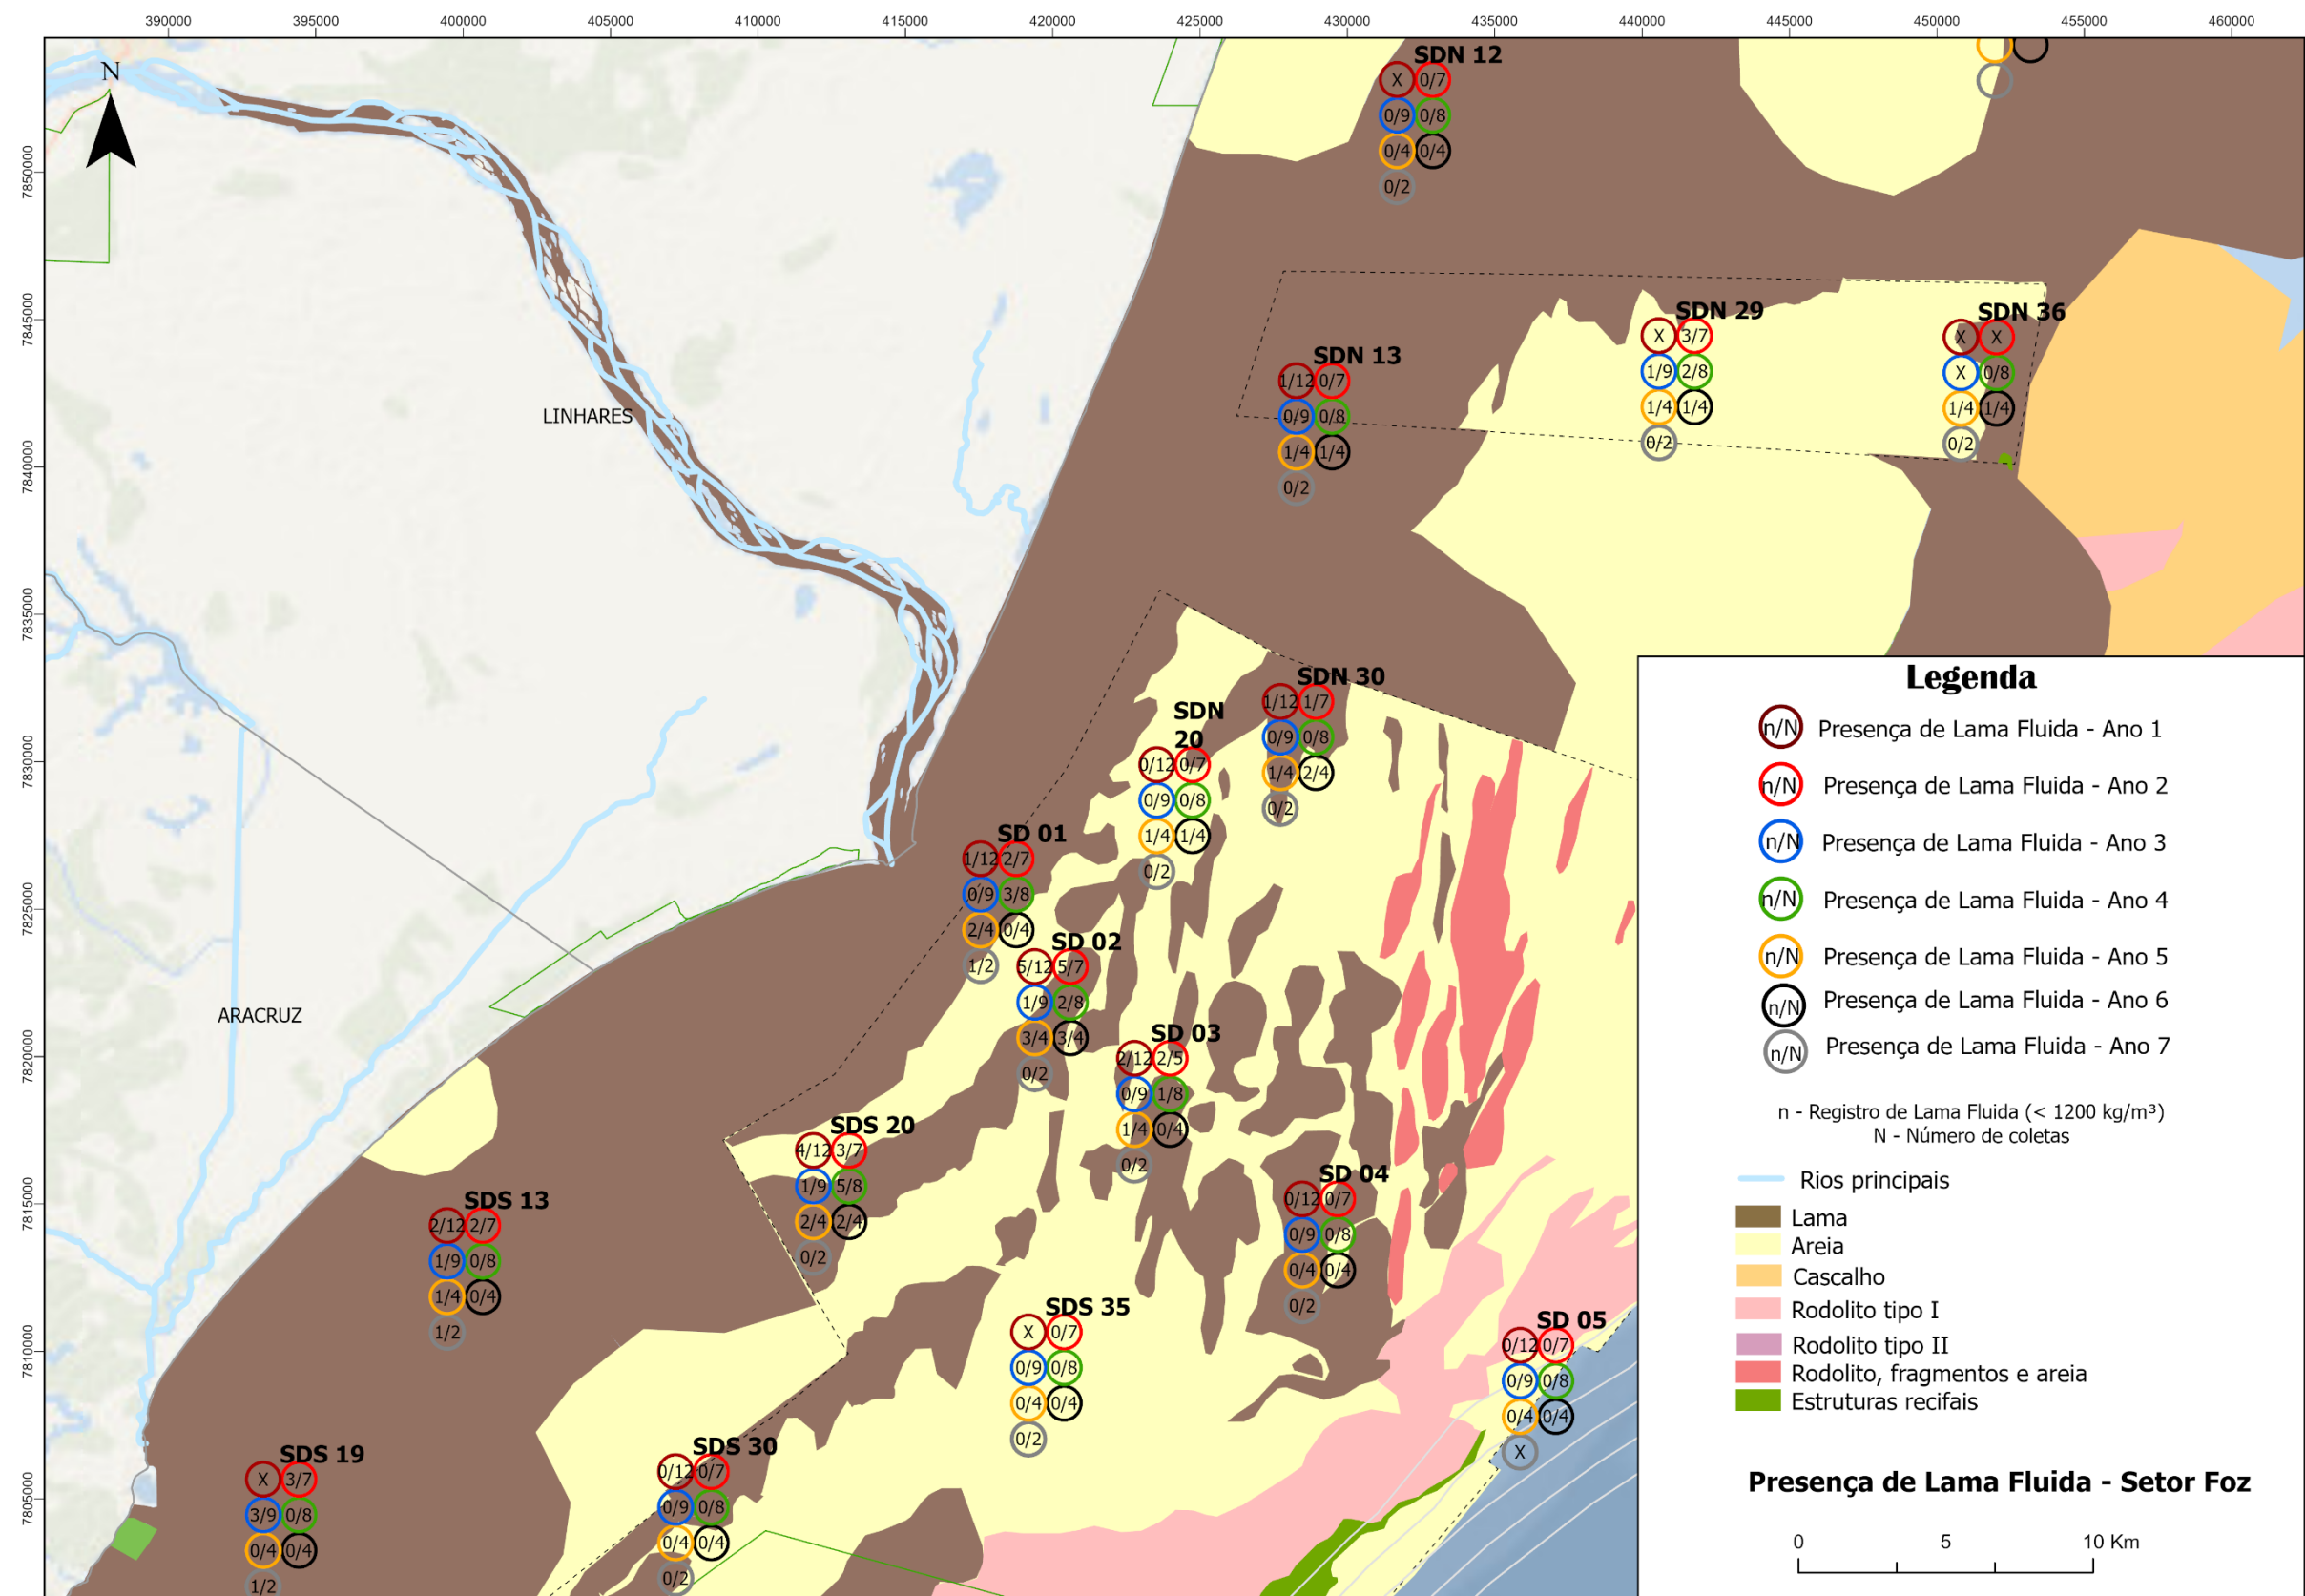 390000 395000 400000 405000 410000 415000 420000 425000 430000 435000 440000 445000 450000 455000 460000
7850000
7845000
7840000
7835000
7830000
7825000
7820000
7815000
7810000
7805000
N
LINHARES
ARACRUZ
SDN 12
X 0/7
0/9 0/8
0/4 0/4
0/2
SDN 29
X 3/7
1/9 2/8
1/4 1/4
0/2
SDN 36
X X
X 0/8
1/4 1/4
0/2
SDN 13
1/12 0/7
0/9 0/8
1/4 1/4
0/2
SDN 30
1/12 1/7
0/9 0/8
1/4 2/4
0/2
SDN
20
0/12 0/7
0/9 0/8
1/4 1/4
0/2
SD 01
1/12 2/7
0/9 3/8
2/4 0/4
1/2
SD 02
5/12 5/7
1/9 2/8
3/4 3/4
0/2
SD 03
2/12 2/5
0/9 1/8
1/4 0/4
0/2
SDS 20
4/12 3/7
1/9 5/8
2/4 2/4
0/2
SD 04
0/12 0/7
0/9 0/8
0/4 0/4
0/2
SDS 13
2/12 2/7
1/9 0/8
1/4 0/4
1/2
SDS 35
X 0/7
0/9 0/8
0/4 0/4
0/2
SD 05
0/12 0/7
0/9 0/8
0/4 0/4
X
SDS 19
X 3/7
3/9 0/8
0/4 0/4
1/2
SDS 30
0/12 0/7
0/9 0/8
0/4 0/4
0/2
Legenda
n/N Presença de Lama Fluida - Ano 1
n/N Presença de Lama Fluida - Ano 2
n/N Presença de Lama Fluida - Ano 3
n/N Presença de Lama Fluida - Ano 4
n/N Presença de Lama Fluida - Ano 5
n/N Presença de Lama Fluida - Ano 6
n/N Presença de Lama Fluida - Ano 7
n - Registro de Lama Fluida (< 1200 kg/m³)
N - Número de coletas
Rios principais
Lama
Areia
Cascalho
Rodolito tipo I
Rodolito tipo II
Rodolito, fragmentos e areia
Estruturas recifais
Presença de Lama Fluida - Setor Foz
0 5 10 Km